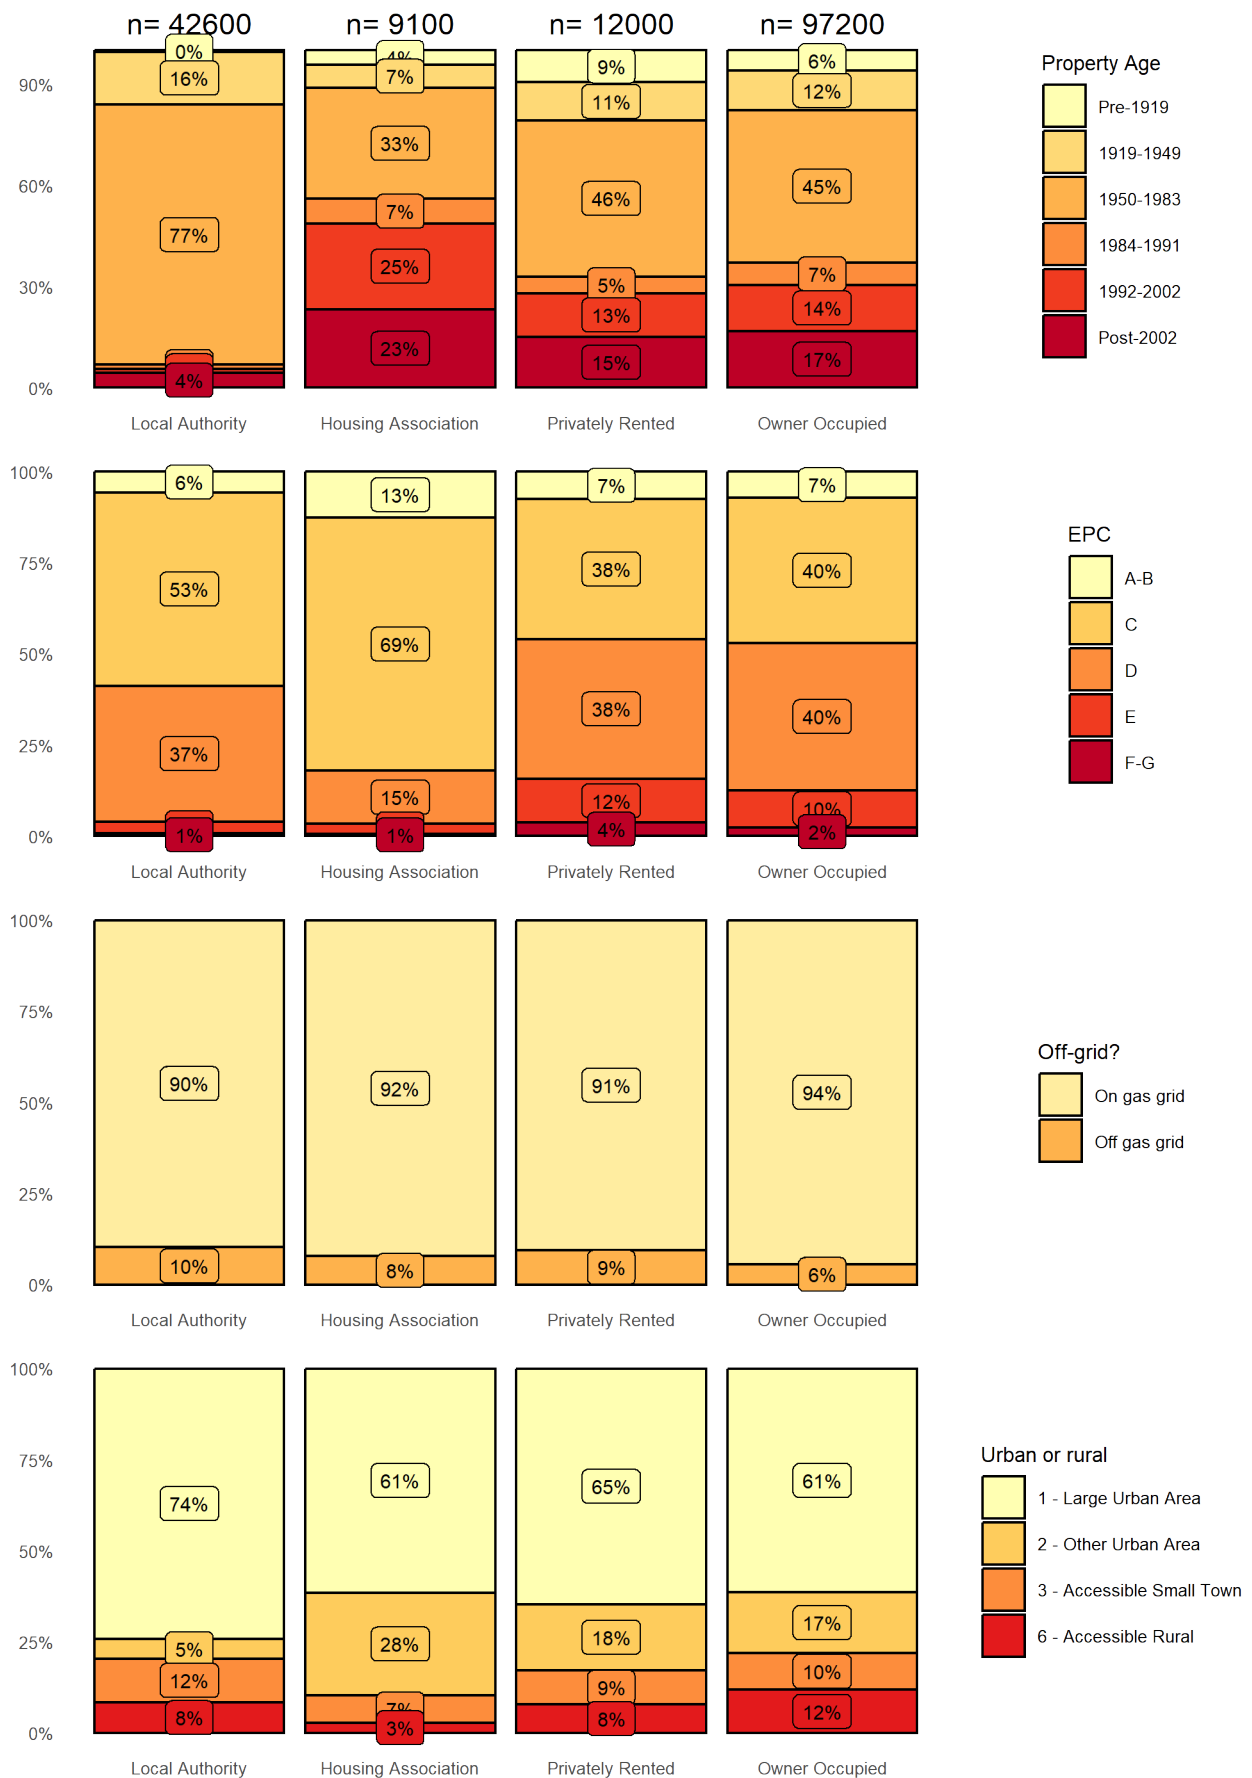 n= 42600 n= 9100 n= 12000 n= 97200
0% 4% 9% 6%
16% 7% 11% 12%
77% 33% 46% 45%
7% 5% 7%
25% 13% 14%
4% 23% 15% 17%
90%
60%
30%
0%
Local Authority Housing Association Privately Rented Owner Occupied
Property Age
Pre-1919
1919-1949
1950-1983
1984-1991
1992-2002
Post-2002
100%
75%
50%
25%
0%
6% 13% 7% 7%
53% 69% 38% 40%
37% 15% 38% 40%
12% 10%
1% 1% 4% 2%
Local Authority Housing Association Privately Rented Owner Occupied
EPC
A-B
C
D
E
F-G
100%
75%
50%
25%
0%
90% 92% 91% 94%
10% 8% 9% 6%
Local Authority Housing Association Privately Rented Owner Occupied
Off-grid?
On gas grid
Off gas grid
100%
75%
50%
25%
0%
74% 61% 65% 61%
5% 28% 18% 17%
12% 7% 9% 10%
8% 3% 8% 12%
Local Authority Housing Association Privately Rented Owner Occupied
Urban or rural
1 - Large Urban Area
2 - Other Urban Area
3 - Accessible Small Town
6 - Accessible Rural